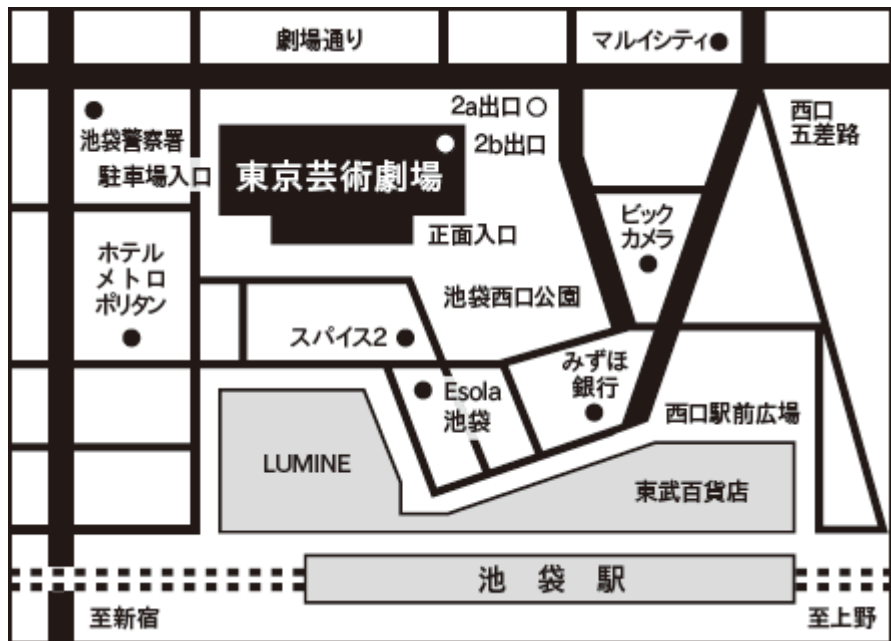 劇場通り
マルイシティ
2a出口
西口
五差路
池袋警察署
2b出口
駐車場入口
東京芸術劇場
正面入口
ビック
カメラ
ホテル
メトロ
ポリタン
池袋西口公園
スパイス2
みずほ
銀行
Esola
池袋
西口駅前広場
LUMINE
東武百貨店
池袋駅
至新宿
至上野